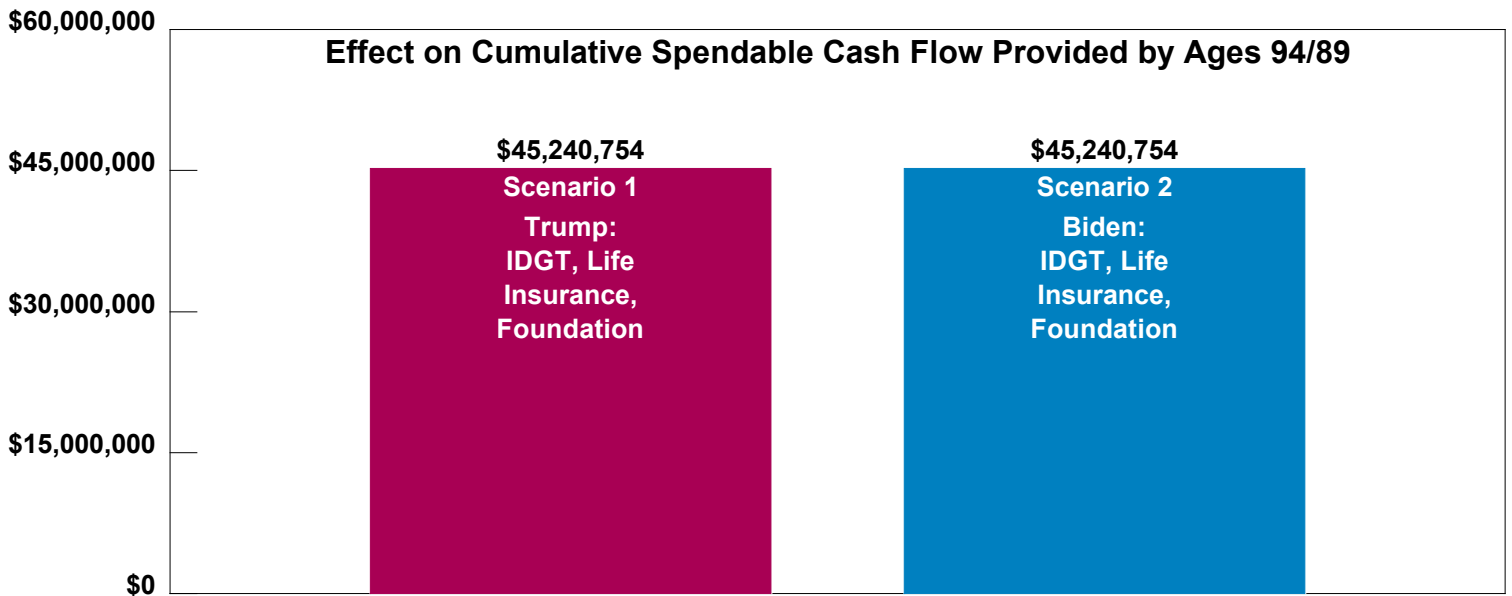 $60,000,000
Effect on Cumulative Spendable Cash Flow Provided by Ages 94/89
$45,240,754
$45,240,754
$45,000,000
Scenario 1
Scenario 2
Trump:
Biden:
IDGT, Life
IDGT, Life
Insurance,
Insurance,
$30,000,000
Foundation
Foundation
$15,000,000
$0